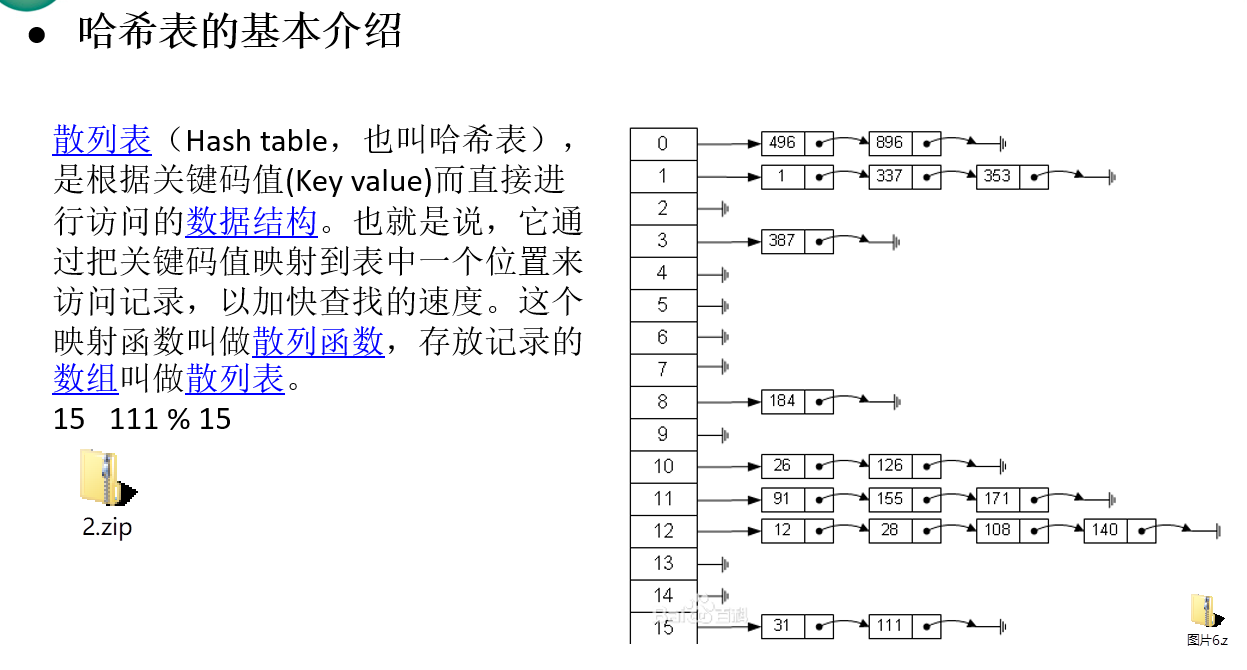 ● 哈希表的基本介绍
散列表（Hash table，也叫哈希表），
是根据关键码值(Key value)而直接进
行访问的数据结构。也就是说，它通
过把关键码值映射到表中一个位置来
访问记录，以加快查找的速度。这个
映射函数叫做散列函数，存放记录的
数组叫做散列表。
15 111 % 15
2.zip
0 496 896
1 1 337 353
2
3 387
4
5
6
7
8 184
9
10 26 126
11 91 155 171
12 12 28 108 140
13
14
Bai 百科
15 31 111
图片6.z